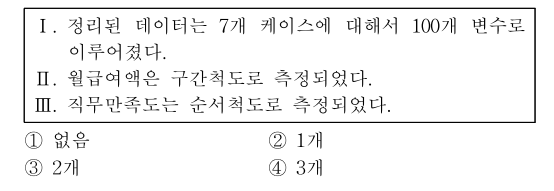 Ⅰ. 정리된 데이터는 7개 케이스에 대해서 100개 변수로
이루어졌다.
Ⅱ. 월급여액은 구간척도로 측정되었다.
Ⅲ. 직무만족도는 순서척도로 측정되었다.
① 없음 ② 1개
③ 2개 ④ 3개